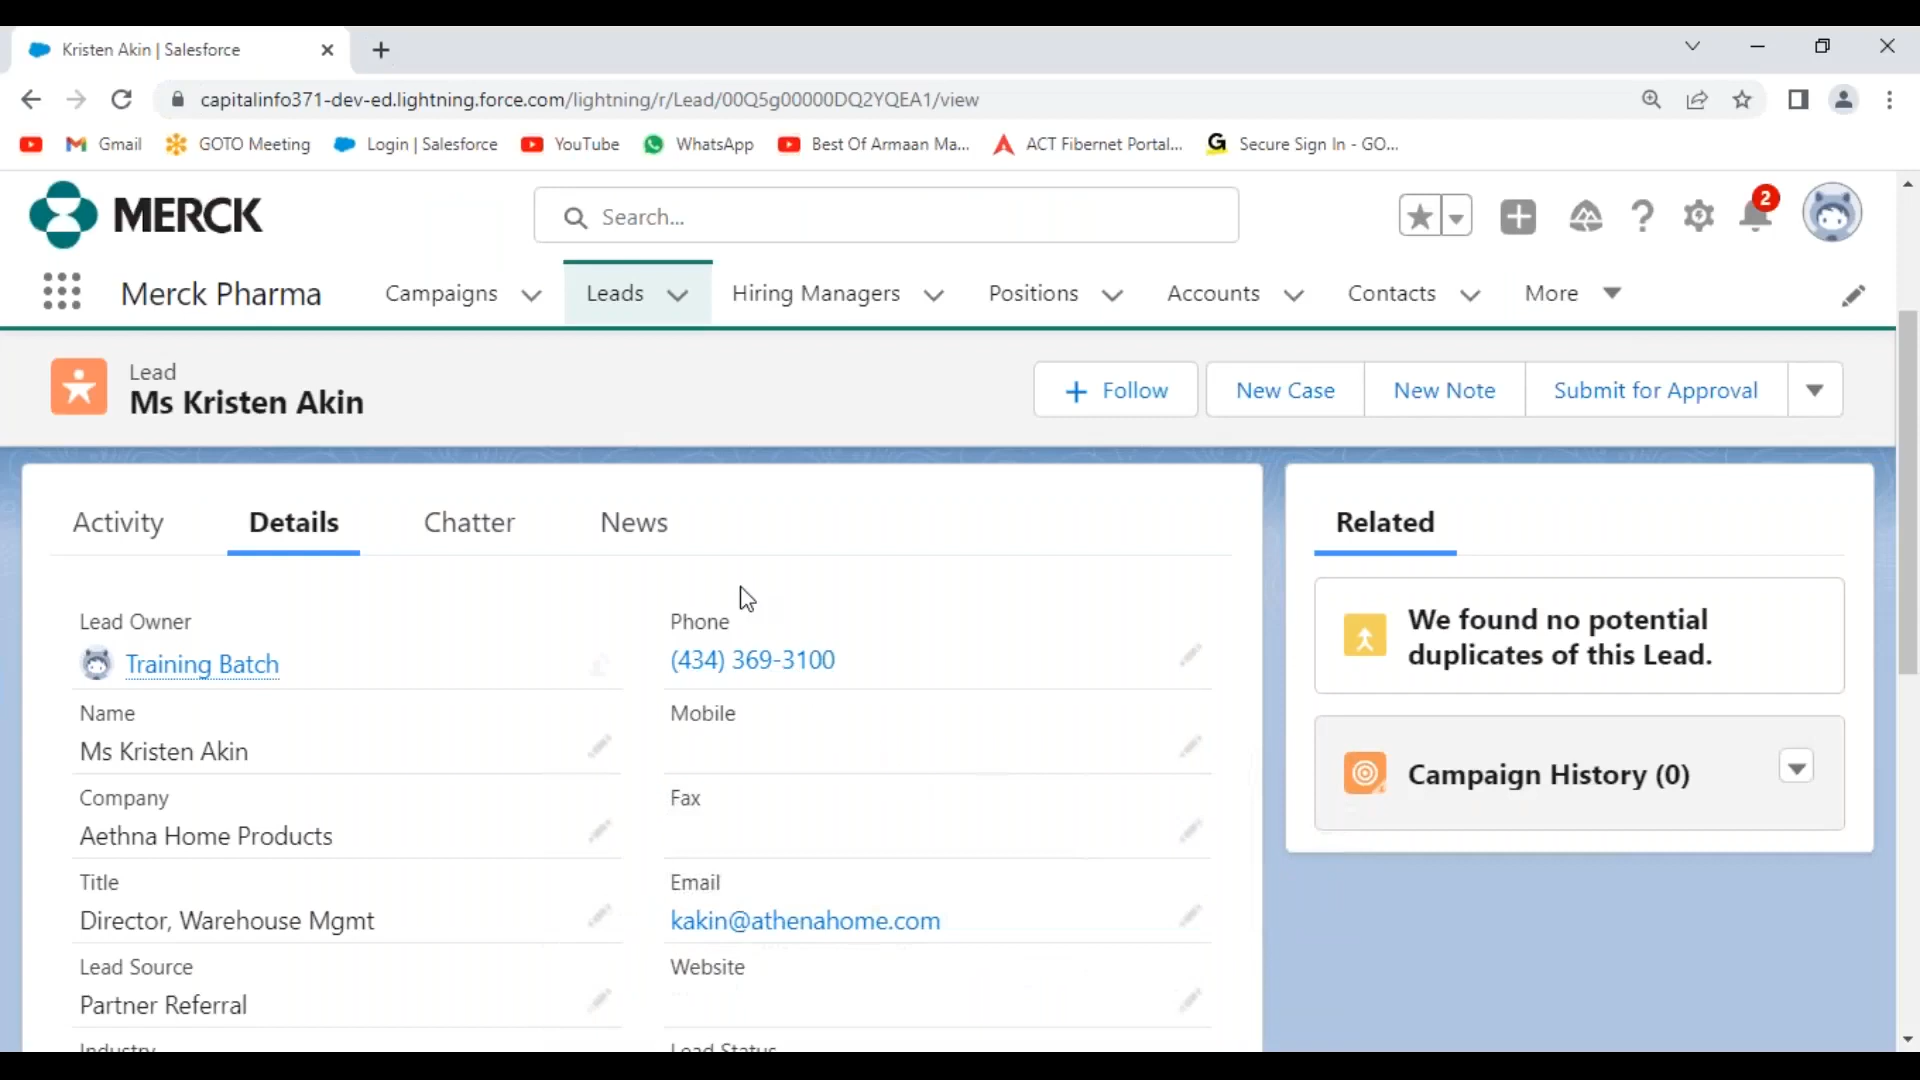 Kristen Akin | Salesforce
capitalinfo371-dev-ed.lightning.force.com/lightning/r/Lead/00Q5g00000DQ2YQEA1/view
Gmail
GOTO Meeting
Login | Salesforce
YouTube
WhatsApp
Best Of Armaan Ma...
ACT Fibernet Portal...
Secure Sign In - GO...
MERCK
Search...
2
Merck Pharma
Campaigns
Leads
Hiring Managers
Positions
Accounts
Contacts
More
Lead
Ms Kristen Akin
Follow
New Case
New Note
Submit for Approval
Activity
Details
Chatter
News
Lead Owner
Training Batch
Name
Ms Kristen Akin
Company
Aethna Home Products
Title
Director, Warehouse Mgmt
Lead Source
Partner Referral
Industry
Phone
(434) 369-3100
Mobile
Fax
Email
kakin@athenahome.com
Website
Lead Status
Related
We found no potential
duplicates of this Lead.
Campaign History (0)